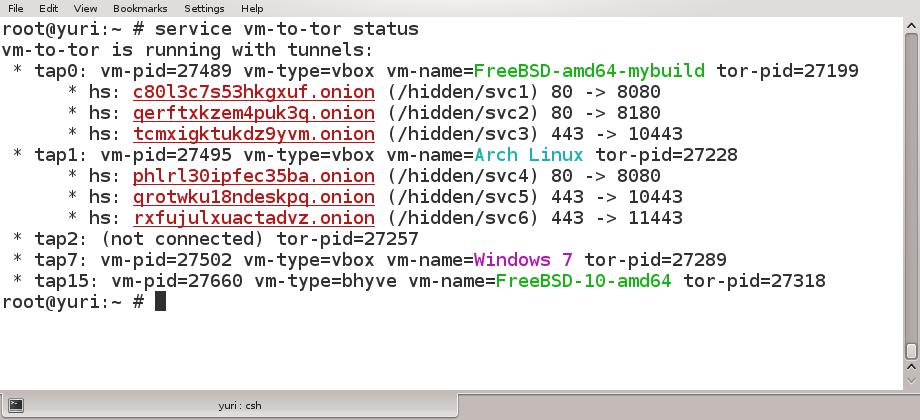 File Edit View Bookmarks Settings Help
root@yuri:~ # service vm-to-tor status
vm-to-tor is running with tunnels:
* tap0: vm-pid=27489 vm-type=vbox vm-name=FreeBSD-amd64-mybuild tor-pid=27199
* hs: c80l3c7s53hkgxuf.onion (/hidden/svc1) 80 -> 8080
* hs: qerftxkzem4puk3q.onion (/hidden/svc2) 80 -> 8180
* hs: tcmxigktukdz9yvm.onion (/hidden/svc3) 443 -> 10443
* tap1: vm-pid=27495 vm-type=vbox vm-name=Arch Linux tor-pid=27228
* hs: phlrl30ipfec35ba.onion (/hidden/svc4) 80 -> 8080
* hs: qrotwku18ndeskpq.onion (/hidden/svc5) 443 -> 10443
* hs: rxfujulxuactadvz.onion (/hidden/svc6) 443 -> 11443
* tap2: (not connected) tor-pid=27257
* tap7: vm-pid=27502 vm-type=vbox vm-name=Windows 7 tor-pid=27289
* tap15: vm-pid=27660 vm-type=bhyve vm-name=FreeBSD-10-amd64 tor-pid=27318
root@yuri:~ #
yuri : csh